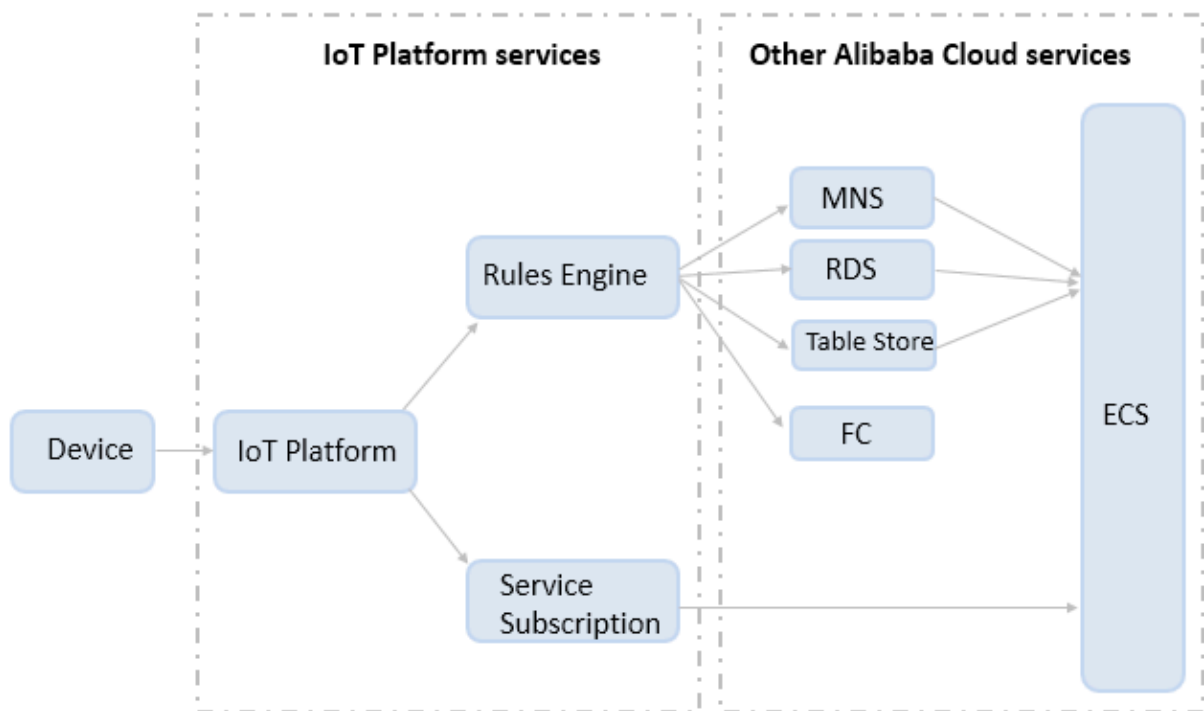 IoT Platform services
Other Alibaba Cloud services
MNS
Rules Engine
RDS
Table Store
Device
IoT Platform
FC
ECS
Service
Subscription